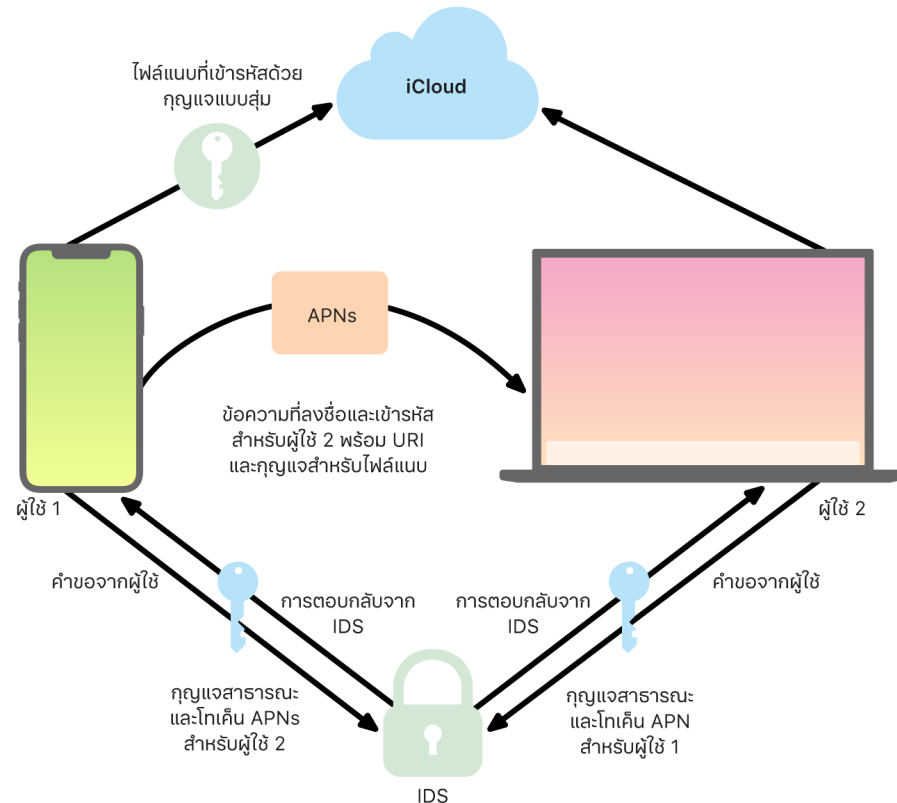 ไฟล์แนบที่เข้ารหัสด้วย
กุญแจแบบสุ่ม
iCloud
APNs
ข้อความที่ลงชื่อและเข้ารหัส
สำหรับผู้ใช้ 2 พร้อม URI
และกุญแจสำหรับไฟล์แนบ
ผู้ใช้ 1
ผู้ใช้ 2
คำขอจากผู้ใช้
การตอบกลับจาก
IDS
การตอบกลับจาก
IDS
คำขอจากผู้ใช้
กุญแจสาธารณะ
และโทเค็น APNs
สำหรับผู้ใช้ 2
กุญแจสาธารณะ
และโทเค็น APN
สำหรับผู้ใช้ 1
IDS